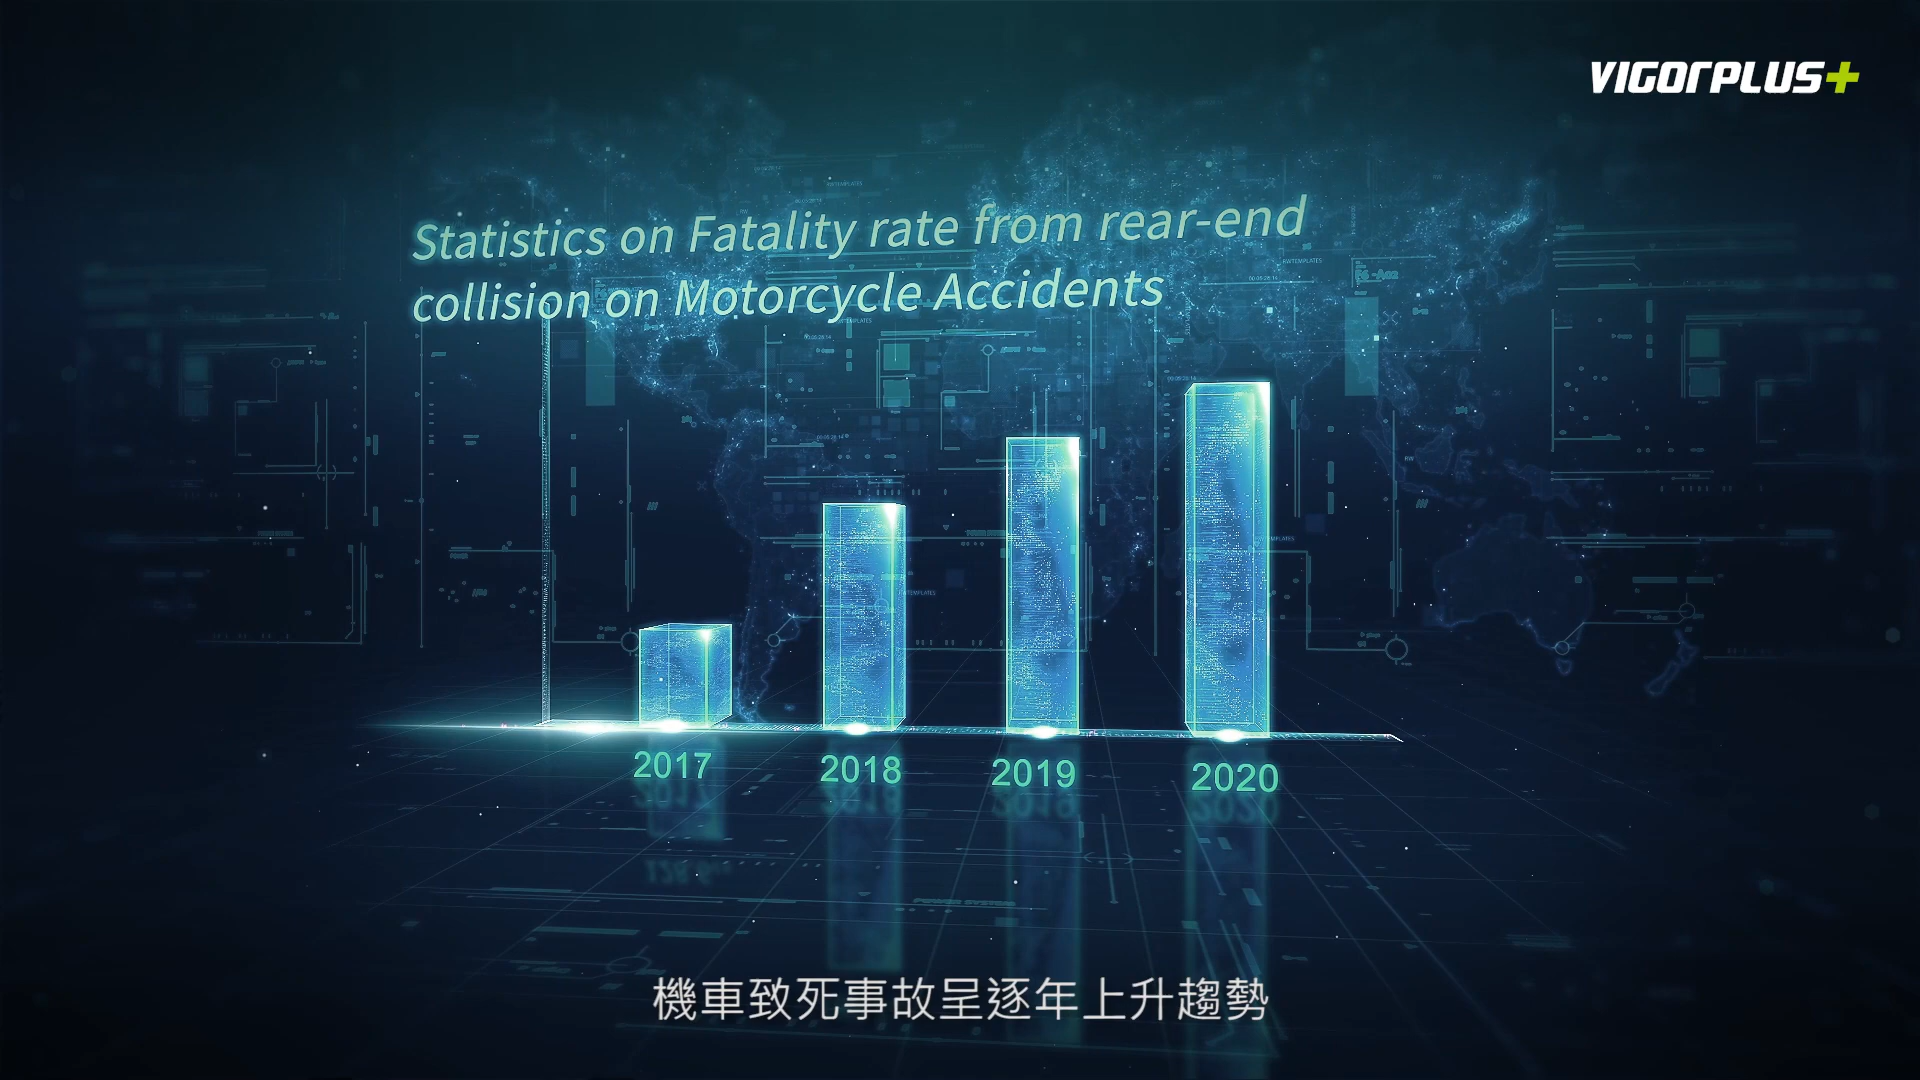 VIGORPLUS+
Statistics on Fatality rate from rear-end
collision on Motorcycle Accidents
2017
2018
2019
2020
機車致死事故呈逐年上升趨勢